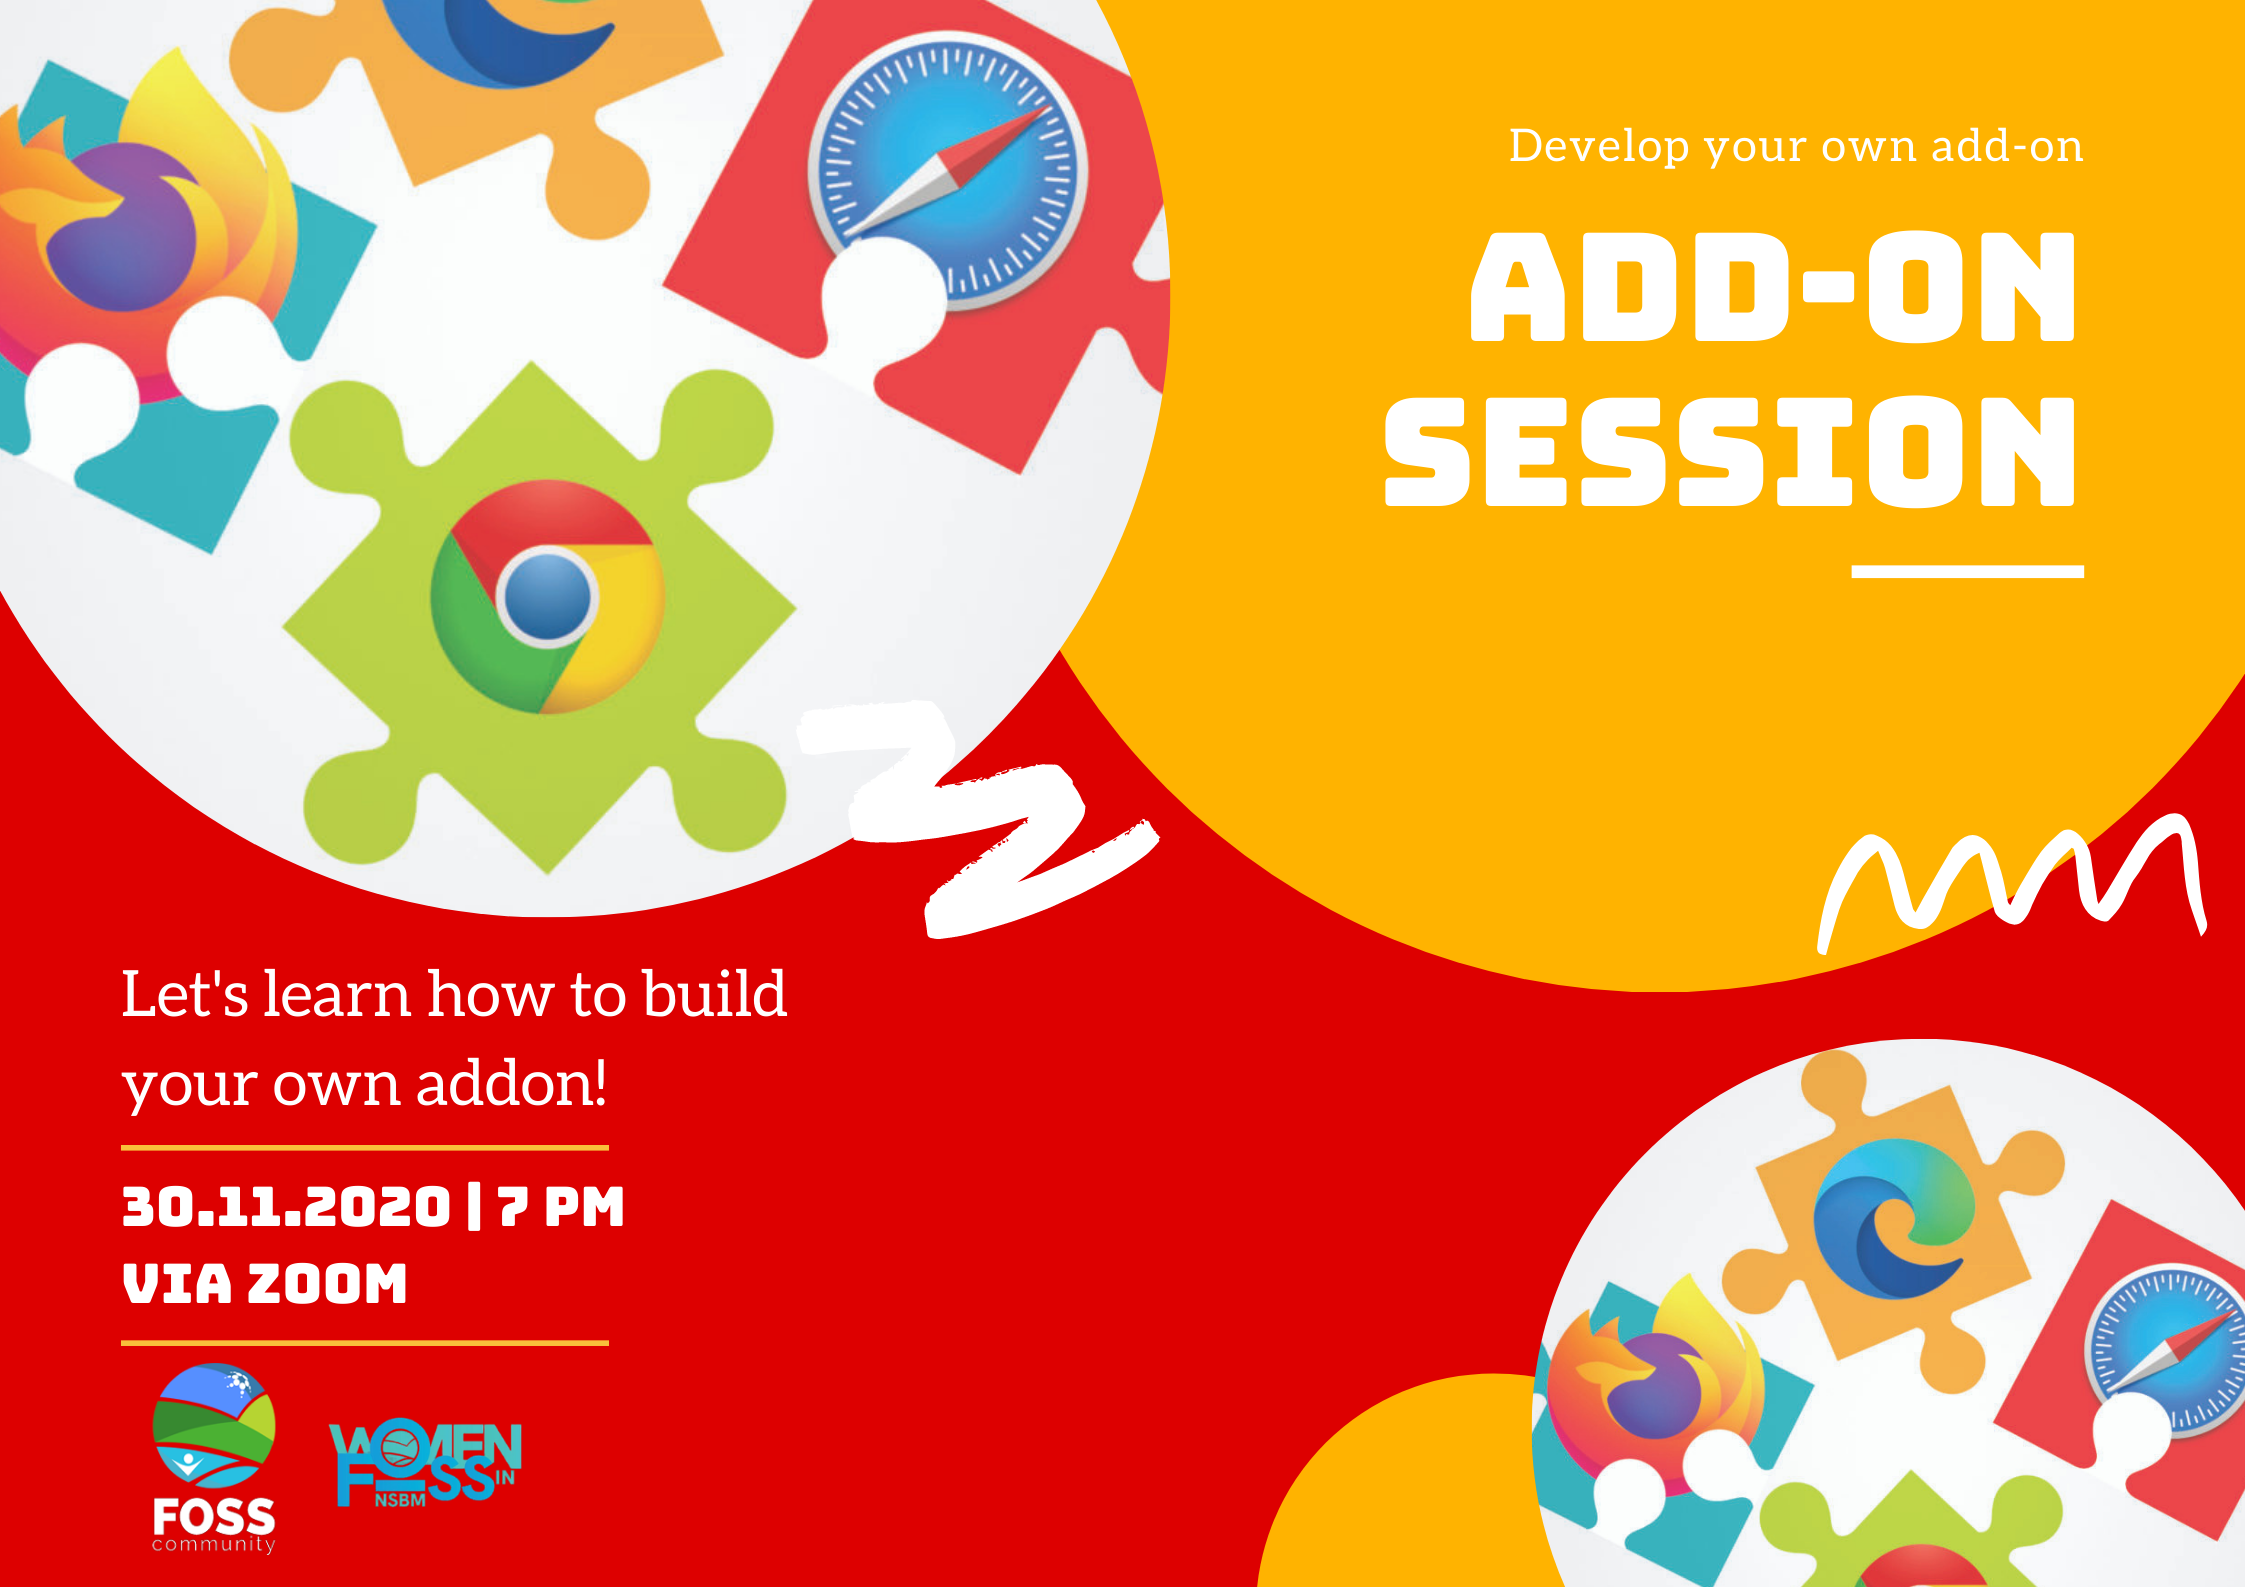 Develop your own add-on
ADD-ON
SESSION
Let's learn how to build
your own addon!
30.11.2020 | 7 PM
VIA ZOOM
FOSS
community
WOMEN
IN
FOSS
NSBM